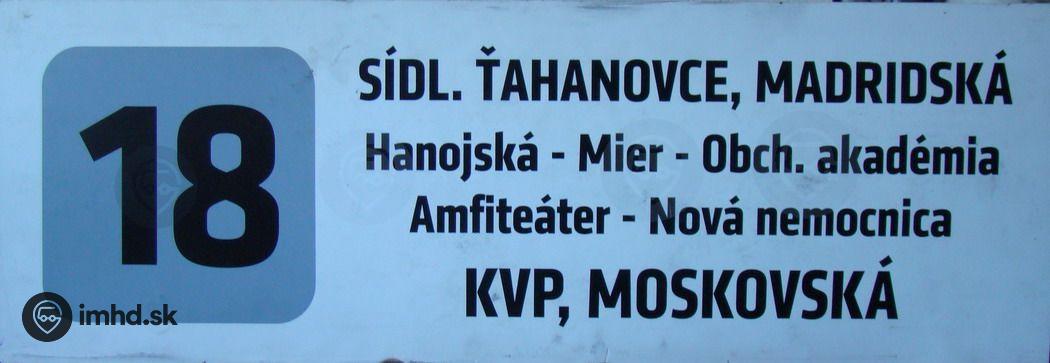 18
SÍDL. ŤAHANOVCE, MADRIDSKÁ
Hanojská - Mier - Obch. akadémia
Amfiteáter - Nová nemocnica
KVP, MOSKOVSKÁ
imhd.sk